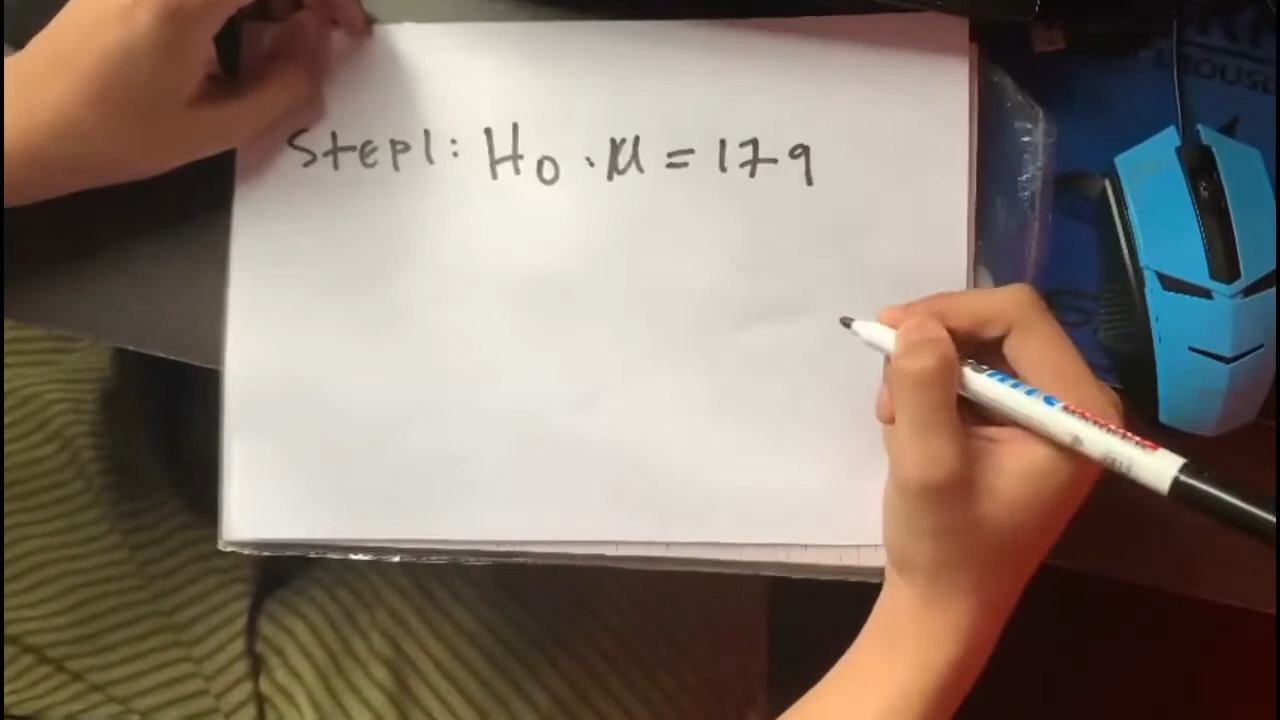 Step1: H0 . μ = 179